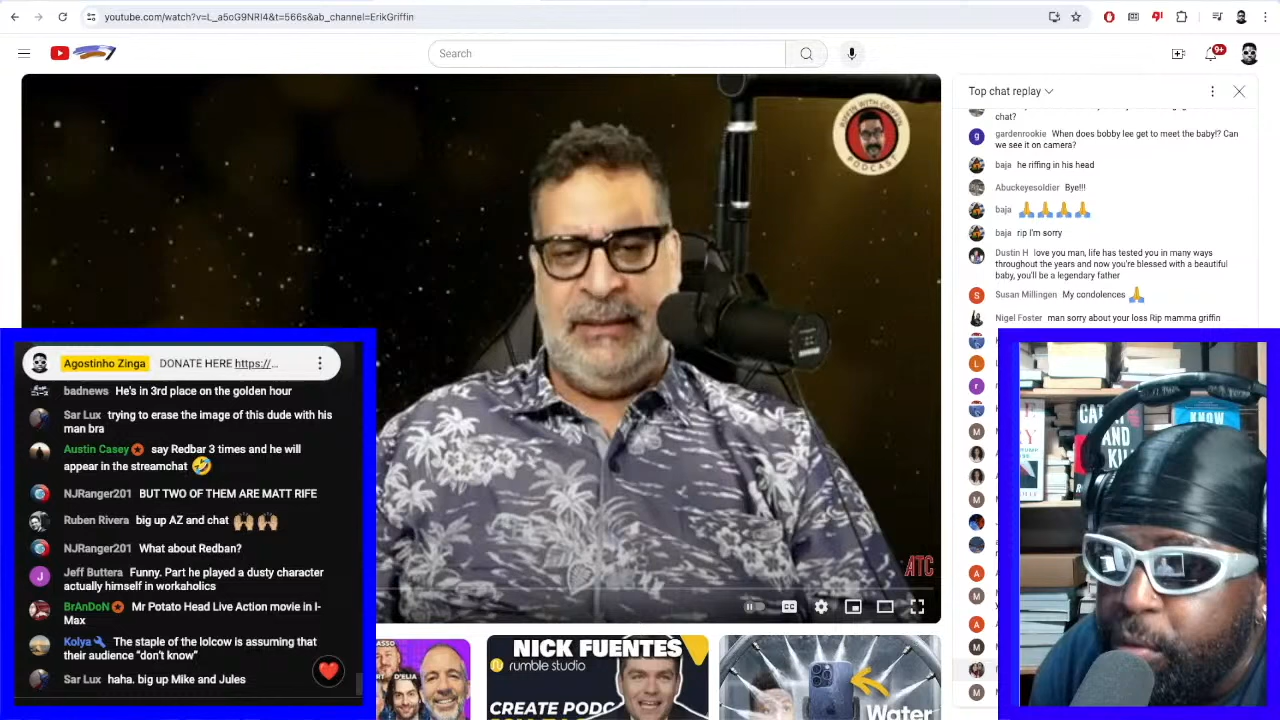 youtube.com/watch?v=L_a5oG9NRI4&t=566s&ab_channel=ErikGriffin
Search
9+
RIFFIN WITH GRIFFIN
PODCAST
ATC
Top chat replay
chat?
gardenrookie When does bobby lee get to meet the baby!? Can
we see it on camera?
baja he riffing in his head
Abuckeyesoldier Bye!!!
baja 🙏🙏🙏🙏
baja rip I'm sorry
Dustin H love you man, life has tested you in many ways
throughout the years and now you're blessed with a beautiful
baby, you'll be a legendary father
Susan Millingen My condolences 🙏
Nigel Foster man sorry about your loss Rip mamma griffin
Agostinho Zinga DONATE HERE https://...
badnews He's in 3rd place on the golden hour
Sar Lux trying to erase the image of this dude with his
man bra
Austin Casey say Redbar 3 times and he will
appear in the streamchat 🤣
NJRanger201 BUT TWO OF THEM ARE MATT RIFE
Ruben Rivera big up AZ and chat 🙌🏽🙌🏽
NJRanger201 What about Redban?
Jeff Buttera Funny. Part he played a dusty character
actually himself in workaholics
BrAnDoN Mr Potato Head Live Action movie in I-
Max
Kolya The staple of the lolcow is assuming that
their audience "don't know"
Sar Lux haha. big up Mike and Jules
ASSO
D'ELIA
NICK FUENTES
rumble studio
CREATE PODC
Water
KNOW